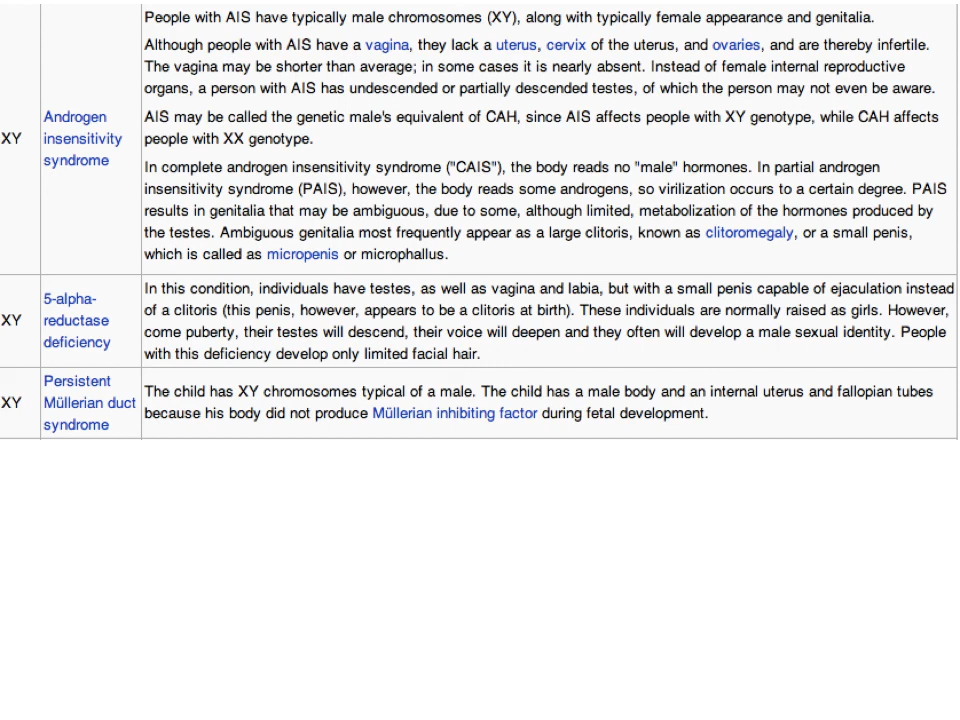 People with AIS have typically male chromosomes (XY), along with typically female appearance and genitalia.
Although people with AIS have a vagina, they lack a uterus, cervix of the uterus, and ovaries, and are thereby infertile.
The vagina may be shorter than average; in some cases it is nearly absent. Instead of female internal reproductive
organs, a person with AIS has undescended or partially descended testes, of which the person may not even be aware.
XY
Androgen
insensitivity
syndrome
AIS may be called the genetic male's equivalent of CAH, since AIS affects people with XY genotype, while CAH affects
people with XX genotype.
In complete androgen insensitivity syndrome ("CAIS"), the body reads no "male" hormones. In partial androgen
insensitivity syndrome (PAIS), however, the body reads some androgens, so virilization occurs to a certain degree. PAIS
results in genitalia that may be ambiguous, due to some, although limited, metabolization of the hormones produced by
the testes. Ambiguous genitalia most frequently appear as a large clitoris, known as clitoromegaly, or a small penis,
which is called as micropenis or microphallus.
XY
5-alpha-
reductase
deficiency
In this condition, individuals have testes, as well as vagina and labia, but with a small penis capable of ejaculation instead
of a clitoris (this penis, however, appears to be a clitoris at birth). These individuals are normally raised as girls. However,
come puberty, their testes will descend, their voice will deepen and they often will develop a male sexual identity. People
with this deficiency develop only limited facial hair.
XY
Persistent
Müllerian duct
syndrome
The child has XY chromosomes typical of a male. The child has a male body and an internal uterus and fallopian tubes
because his body did not produce Müllerian inhibiting factor during fetal development.